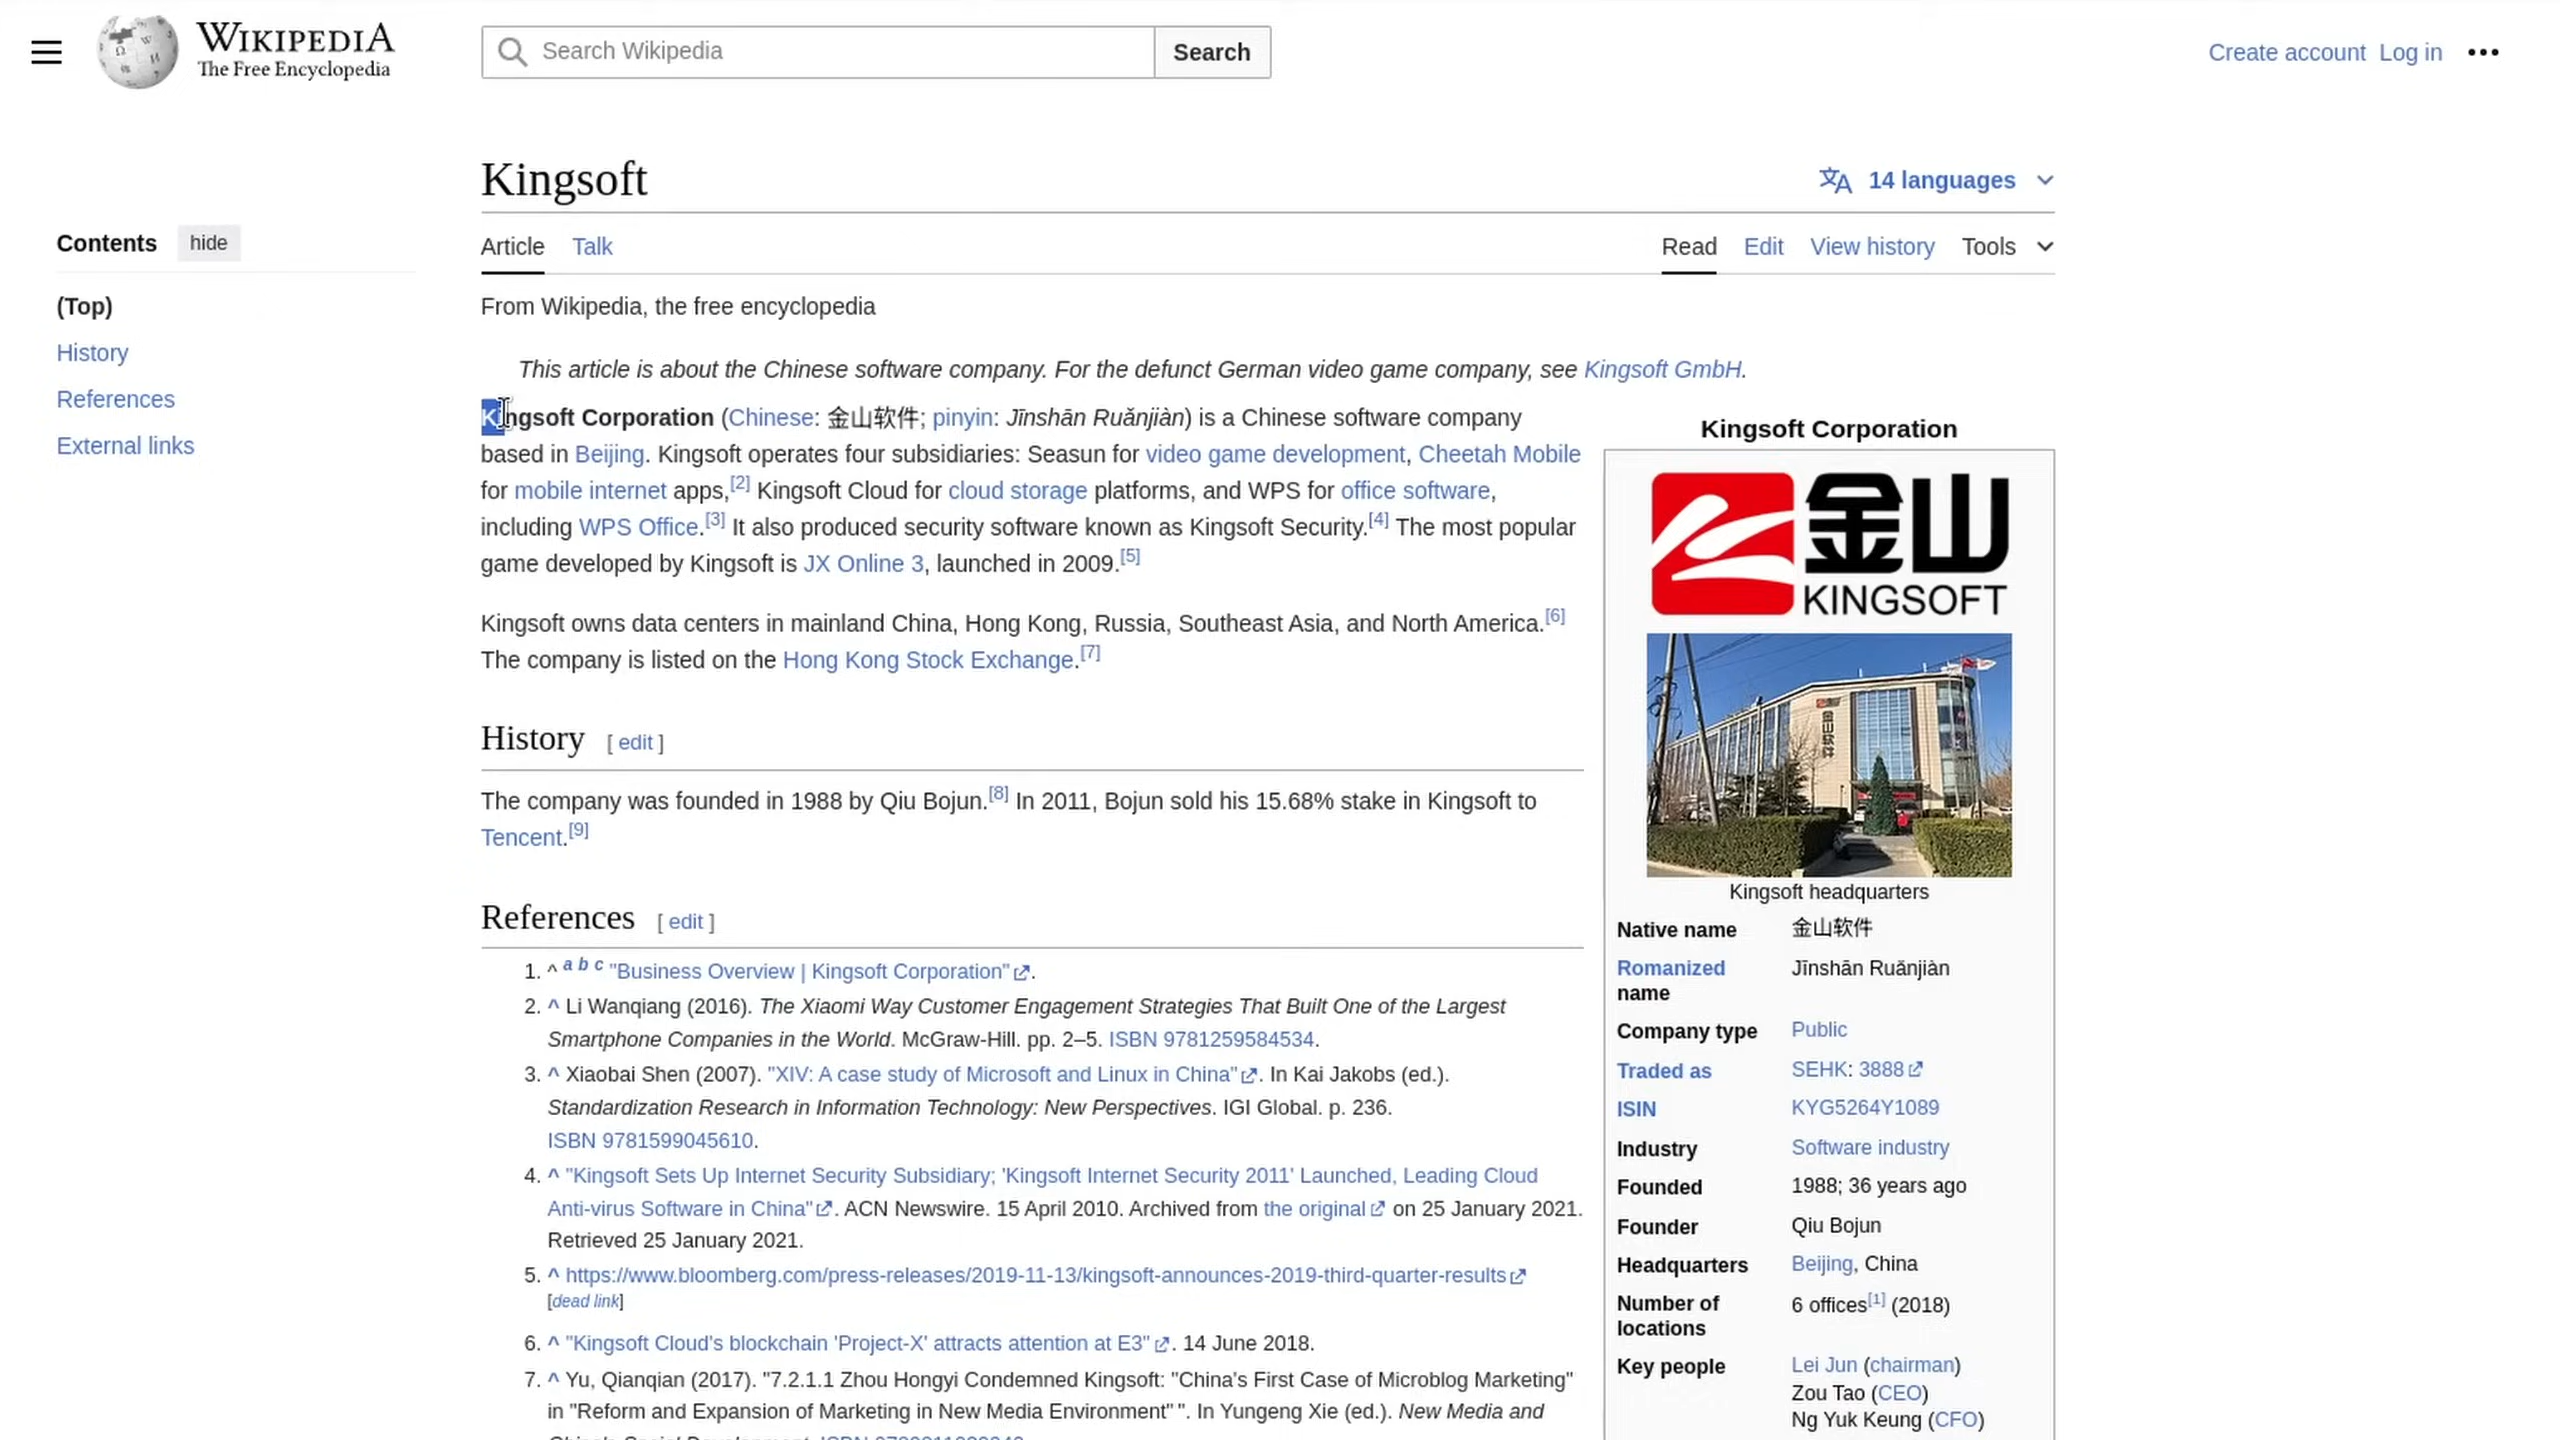 WIKIPEDIA
The Free Encyclopedia
Search Wikipedia
Search
Create account Log in
Kingsoft
14 languages
Contents hide
(Top)
History
References
External links
Article Talk
Read Edit View history Tools
From Wikipedia, the free encyclopedia
This article is about the Chinese software company. For the defunct German video game company, see Kingsoft GmbH.
Kingsoft Corporation (Chinese: 金山软件; pinyin: Jīnshān Ruǎnjiàn) is a Chinese software company
based in Beijing. Kingsoft operates four subsidiaries: Seasun for video game development, Cheetah Mobile
for mobile internet apps,[2] Kingsoft Cloud for cloud storage platforms, and WPS for office software,
including WPS Office.[3] It also produced security software known as Kingsoft Security.[4] The most popular
game developed by Kingsoft is JX Online 3, launched in 2009.[5]
Kingsoft owns data centers in mainland China, Hong Kong, Russia, Southeast Asia, and North America.[6]
The company is listed on the Hong Kong Stock Exchange.[7]
History [ edit ]
The company was founded in 1988 by Qiu Bojun.[8] In 2011, Bojun sold his 15.68% stake in Kingsoft to
Tencent.[9]
References [ edit ]
1. ^ a b c "Business Overview | Kingsoft Corporation".
2. ^ Li Wanqiang (2016). The Xiaomi Way Customer Engagement Strategies That Built One of the Largest
Smartphone Companies in the World. McGraw-Hill. pp. 2–5. ISBN 9781259584534.
3. ^ Xiaobai Shen (2007). "XIV: A case study of Microsoft and Linux in China". In Kai Jakobs (ed.).
Standardization Research in Information Technology: New Perspectives. IGI Global. p. 236.
ISBN 9781599045610.
4. ^ "Kingsoft Sets Up Internet Security Subsidiary; 'Kingsoft Internet Security 2011' Launched, Leading Cloud
Anti-virus Software in China". ACN Newswire. 15 April 2010. Archived from the original on 25 January 2021.
Retrieved 25 January 2021.
5. ^ https://www.bloomberg.com/press-releases/2019-11-13/kingsoft-announces-2019-third-quarter-results
[dead link]
6. ^ "Kingsoft Cloud's blockchain 'Project-X' attracts attention at E3". 14 June 2018.
7. ^ Yu, Qianqian (2017). "7.2.1.1 Zhou Hongyi Condemned Kingsoft: "China's First Case of Microblog Marketing"
in "Reform and Expansion of Marketing in New Media Environment" ". In Yungeng Xie (ed.). New Media and
Kingsoft Corporation
金山
KINGSOFT
金山软件
Kingsoft headquarters
Native name 金山软件
Romanized name Jīnshān Ruǎnjiàn
Company type Public
Traded as SEHK: 3888
ISIN KYG5264Y1089
Industry Software industry
Founded 1988; 36 years ago
Founder Qiu Bojun
Headquarters Beijing, China
Number of locations 6 offices[1] (2018)
Key people Lei Jun (chairman)
Zou Tao (CEO)
Ng Yuk Keung (CFO)